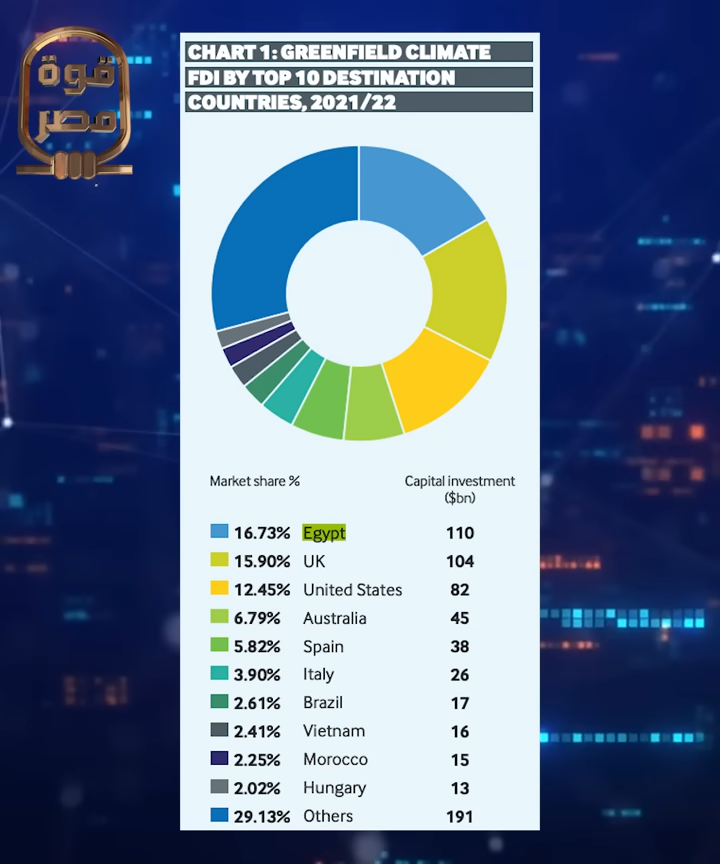 قوة
مصر
CHART 1: GREENFIELD CLIMATE
FDI BY TOP 10 DESTINATION
COUNTRIES, 2021/22
Market share % Capital investment
($bn)
16.73% Egypt 110
15.90% UK 104
12.45% United States 82
6.79% Australia 45
5.82% Spain 38
3.90% Italy 26
2.61% Brazil 17
2.41% Vietnam 16
2.25% Morocco 15
2.02% Hungary 13
29.13% Others 191